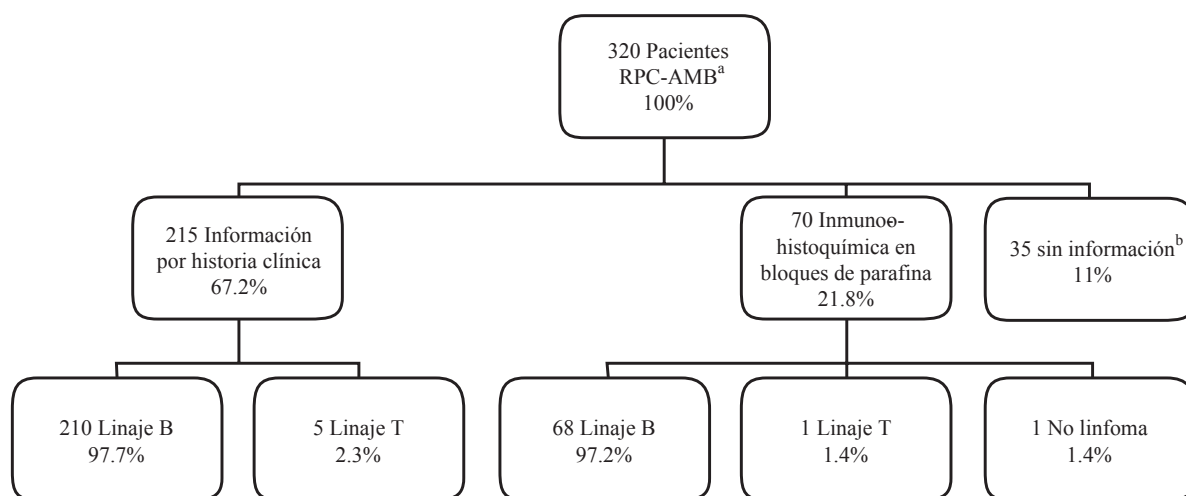 320 Pacientes
RPC-AMBa
100%
215 Información
por historia clínica
67.2%
70 Inmunoo-
histoquímica en
bloques de parafina
21.8%
35 sin informaciónb
11%
210 Linaje B
97.7%
5 Linaje T
2.3%
68 Linaje B
97.2%
1 Linaje T
1.4%
1 No linfoma
1.4%